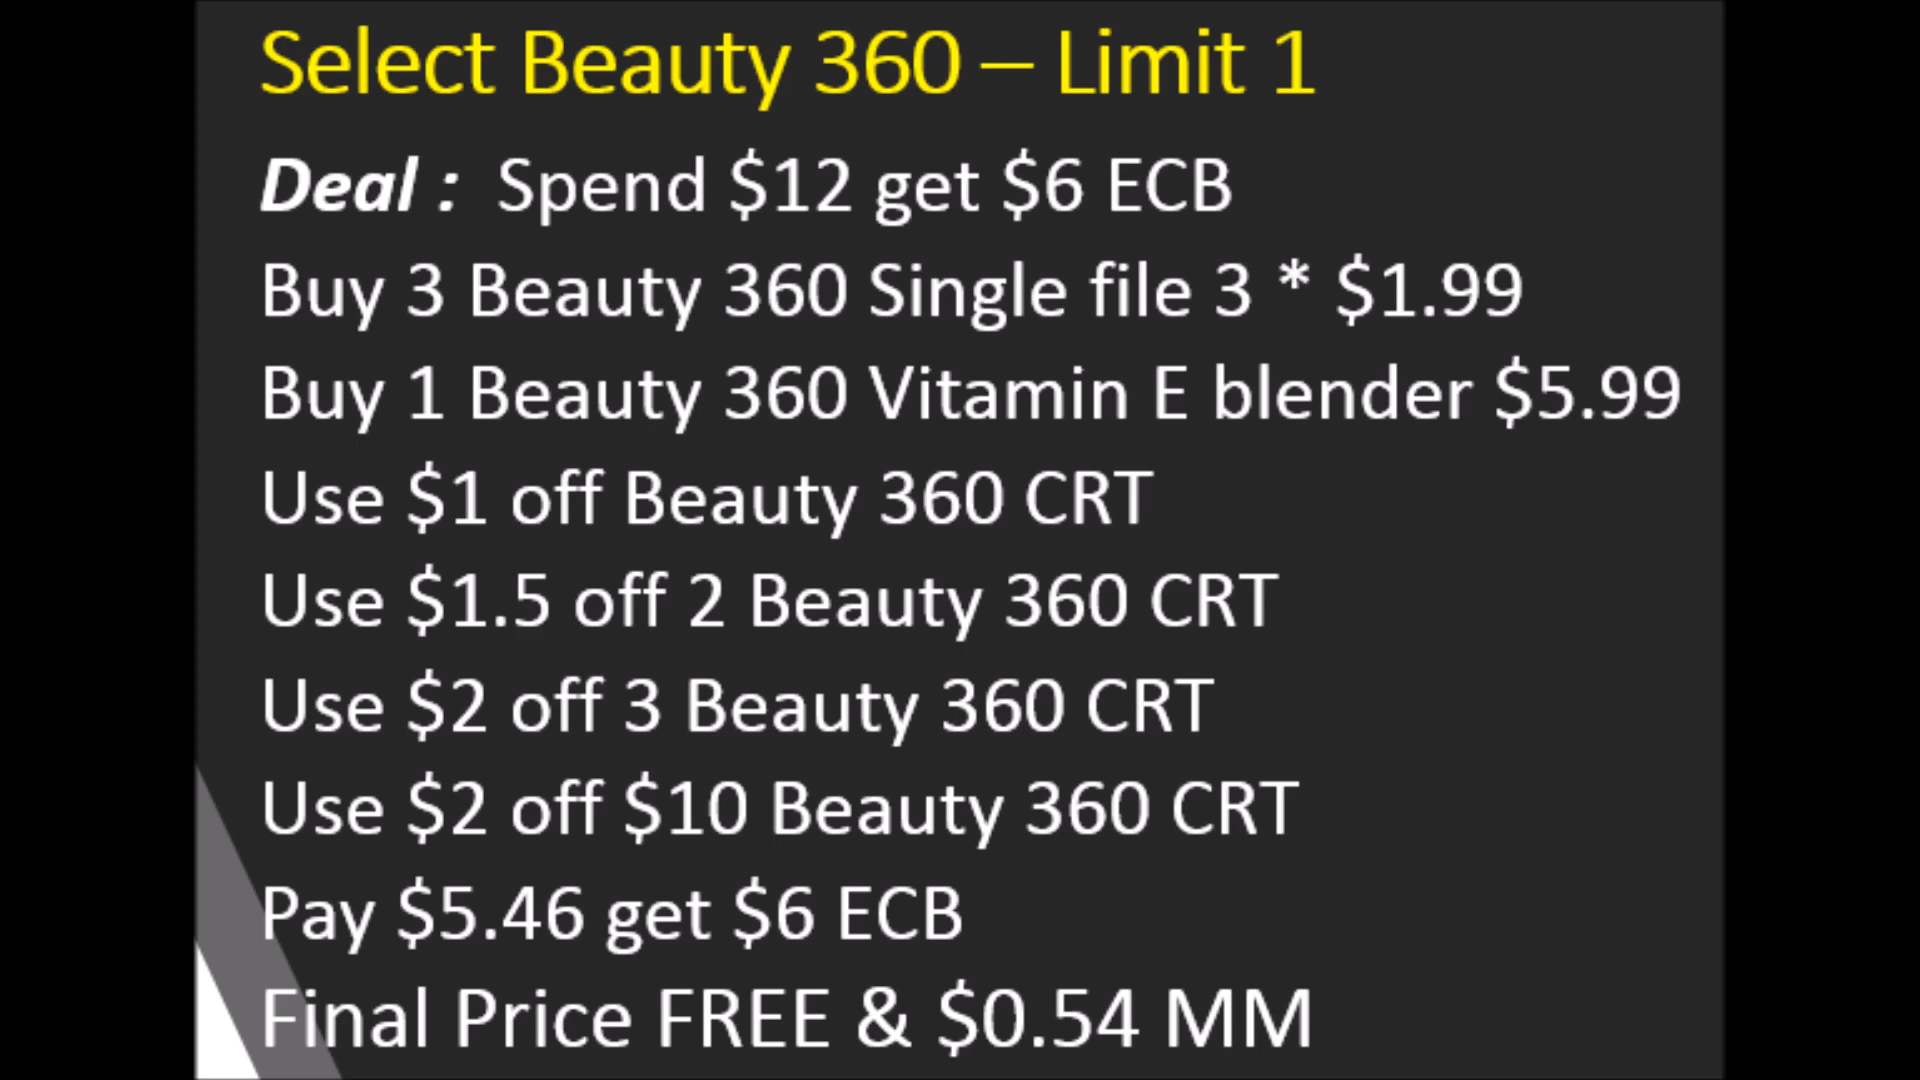 Select Beauty 360 – Limit 1
Deal :  Spend $12 get $6 ECB
Buy 3 Beauty 360 Single file 3 * $1.99
Buy 1 Beauty 360 Vitamin E blender $5.99
Use $1 off Beauty 360 CRT
Use $1.5 off 2 Beauty 360 CRT
Use $2 off 3 Beauty 360 CRT
Use $2 off $10 Beauty 360 CRT
Pay $5.46 get $6 ECB
Final Price FREE & $0.54 MM